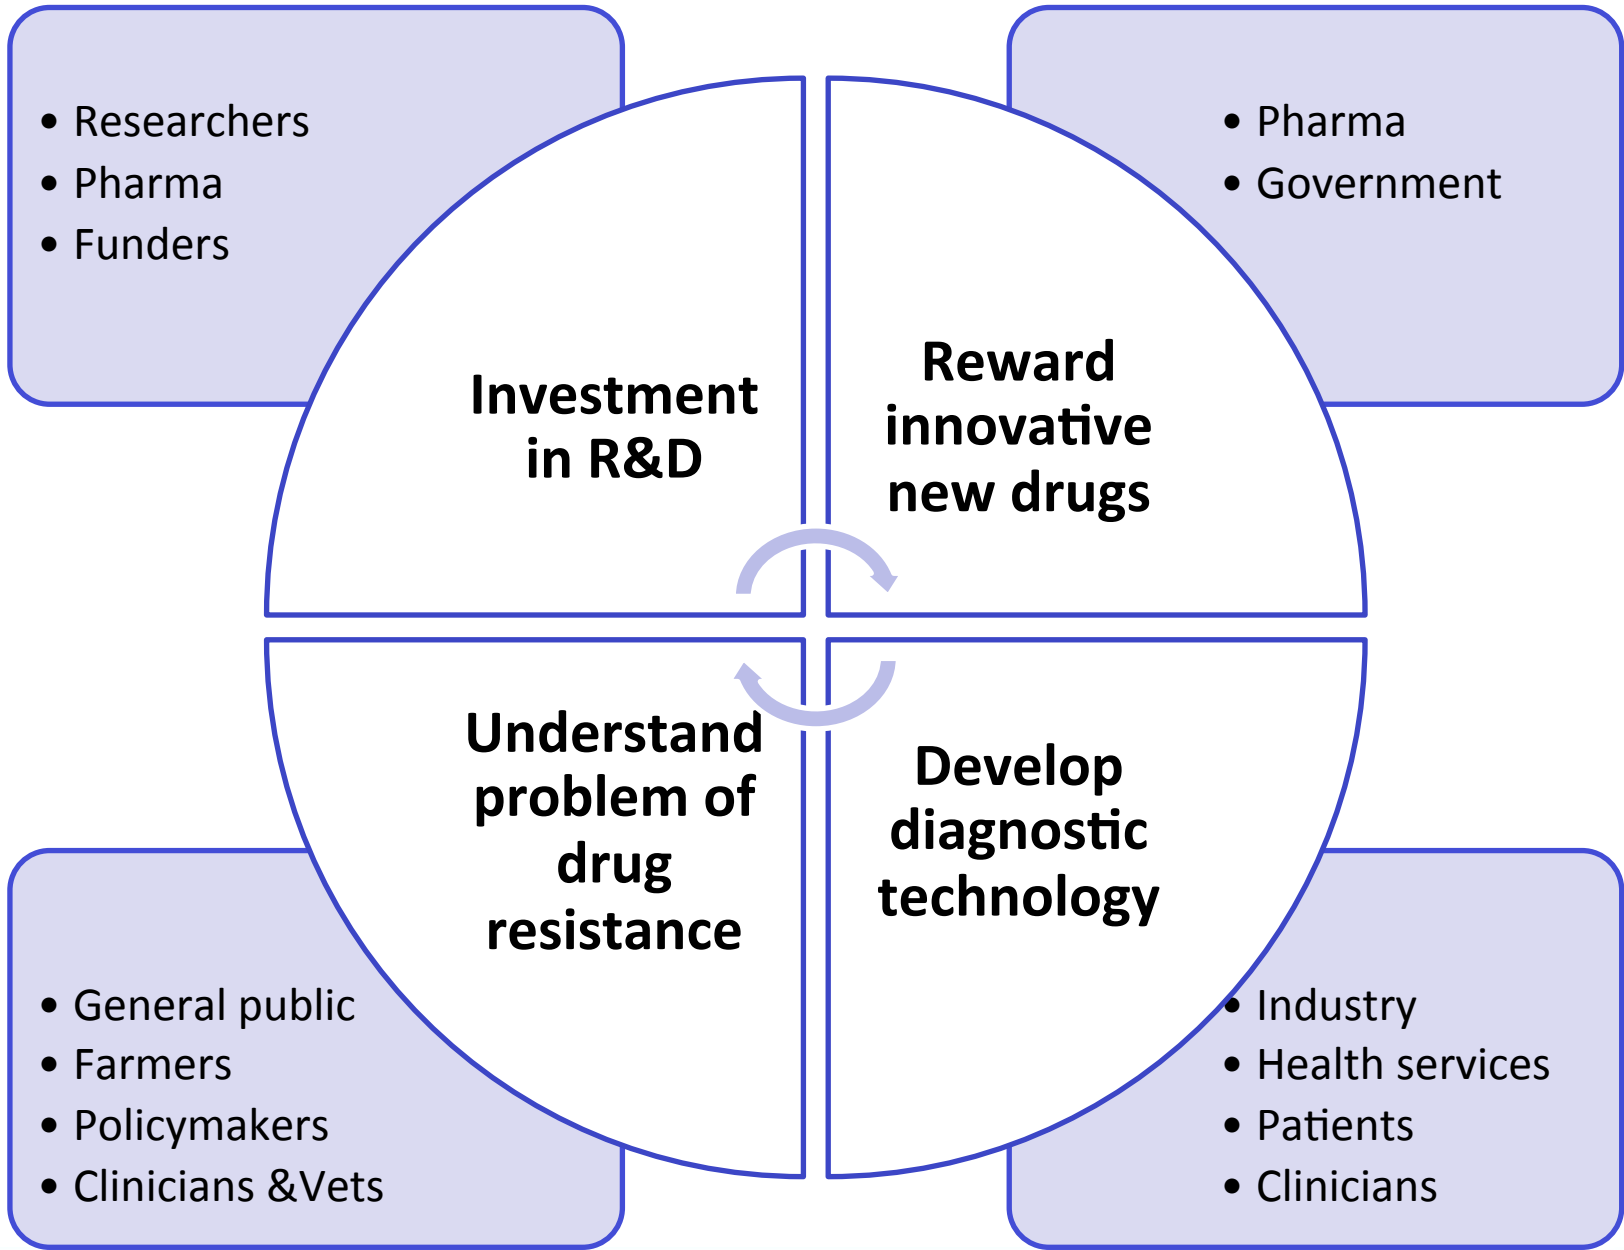 • Researchers
• Pharma
• Funders
Investment
in R&D
• Pharma
• Government
Reward
innovative
new drugs
Understand
problem of
drug
resistance
• General public
• Farmers
• Policymakers
• Clinicians &Vets
Develop
diagnostic
technology
• Industry
• Health services
• Patients
• Clinicians